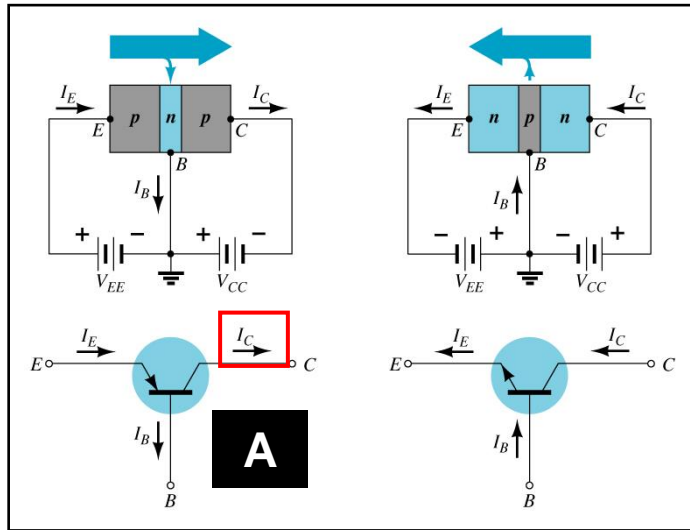 I_E I_C I_E I_C
E p n p C E n p n C
B B
I_B I_B
+ − + − − + − +
V_EE V_CC V_EE V_CC
I_E I_C I_E I_C
E C E C
I_B A I_B
B B